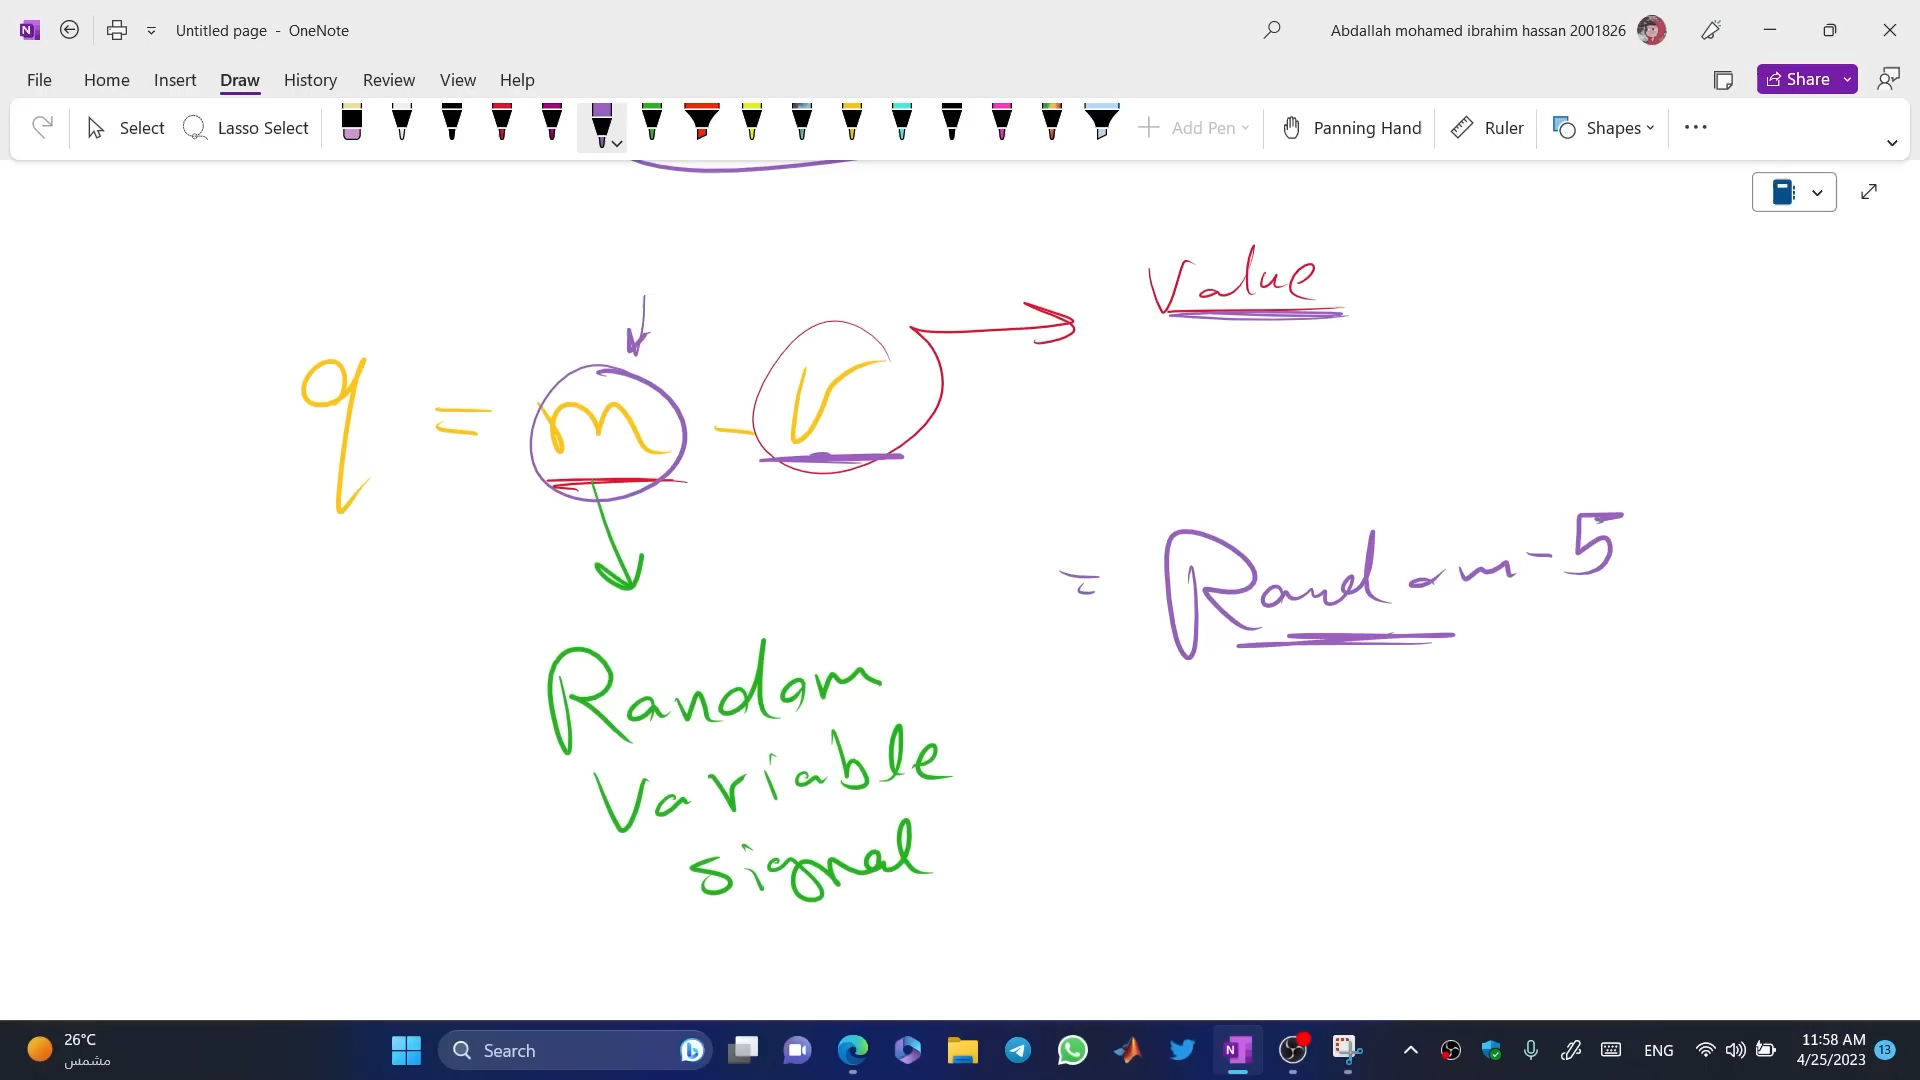 Untitled page - OneNote
Abdallah mohamed ibrahim hassan 2001826
File Home Insert Draw History Review View Help
Share
Select Lasso Select Add Pen Panning Hand Ruler Shapes
Value
q = m - v
= Random - 5
Random
Variable
signal
26°C
مشمس
Search
ENG
11:58 AM
4/25/2023
13